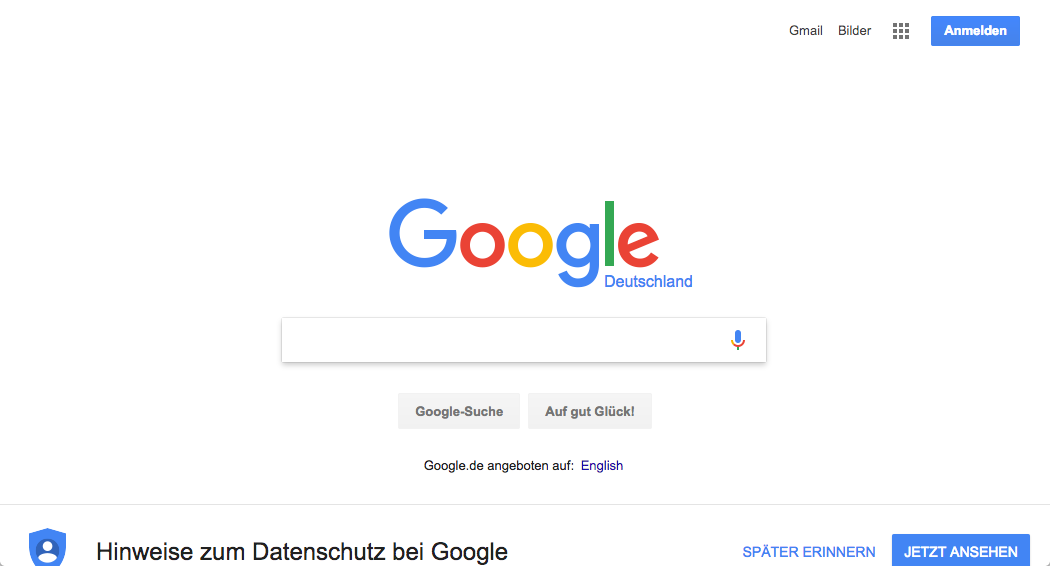 Gmail Bilder Anmelden
Google
Deutschland
Google-Suche Auf gut Glück!
Google.de angeboten auf: English
Hinweise zum Datenschutz bei Google SPÄTER ERINNERN JETZT ANSEHEN